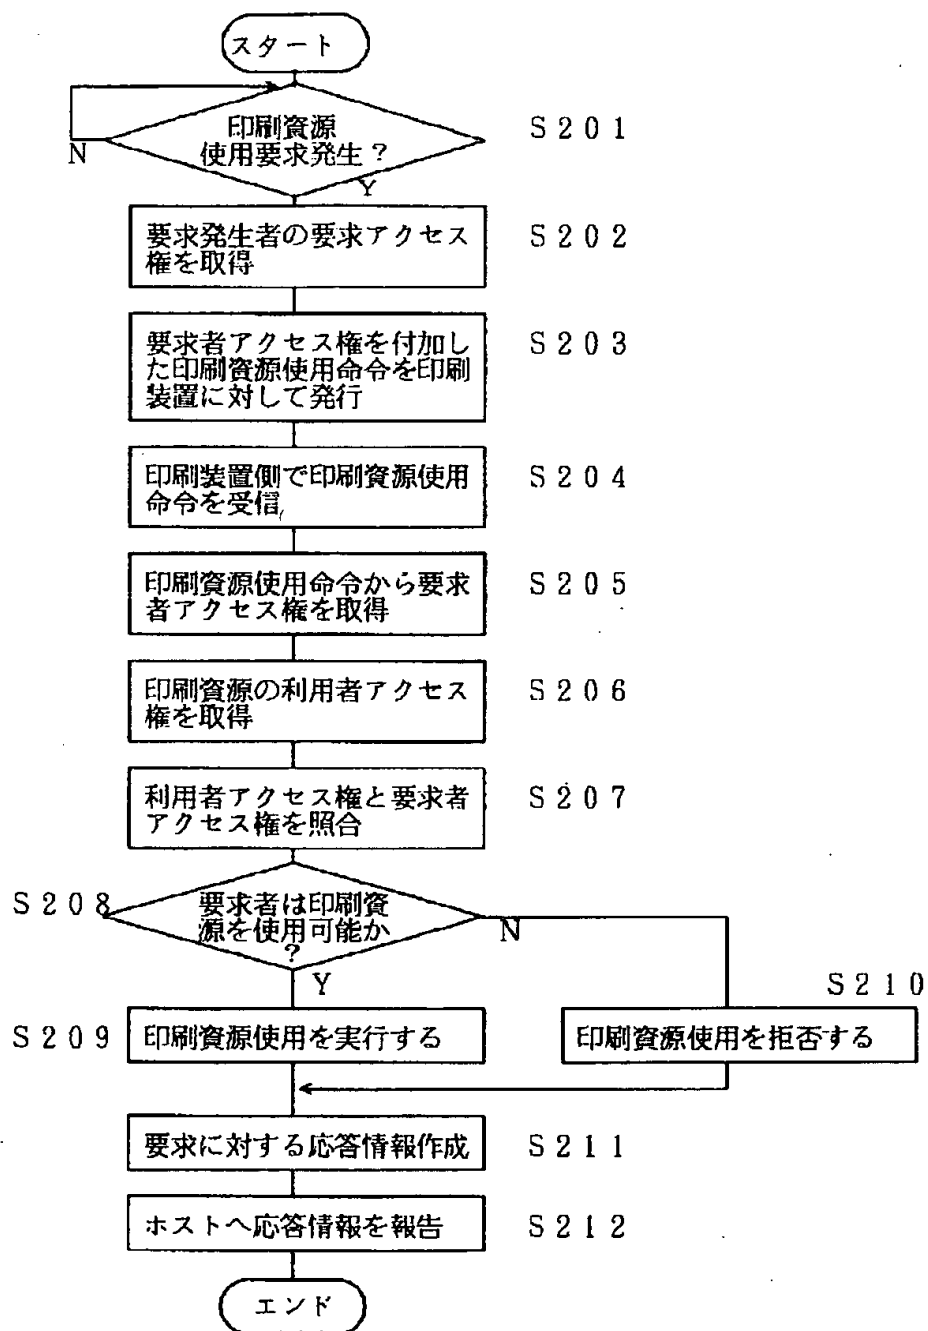 スタート
印刷資源
使用要求発生?
S201
N
Y
要求発生者の要求アクセス
権を取得
S202
要求者アクセス権を付加し
た印刷資源使用命令を印刷
装置に対して発行
S203
印刷装置側で印刷資源使用
命令を受信
S204
印刷資源使用命令から要求
者アクセス権を取得
S205
印刷資源の利用者アクセス
権を取得
S206
利用者アクセス権と要求者
アクセス権を照合
S207
S208
要求者は印刷資
源を使用可能か
?
N
Y
S210
S209
印刷資源使用を実行する
印刷資源使用を拒否する
要求に対する応答情報作成
S211
ホストへ応答情報を報告
S212
エンド